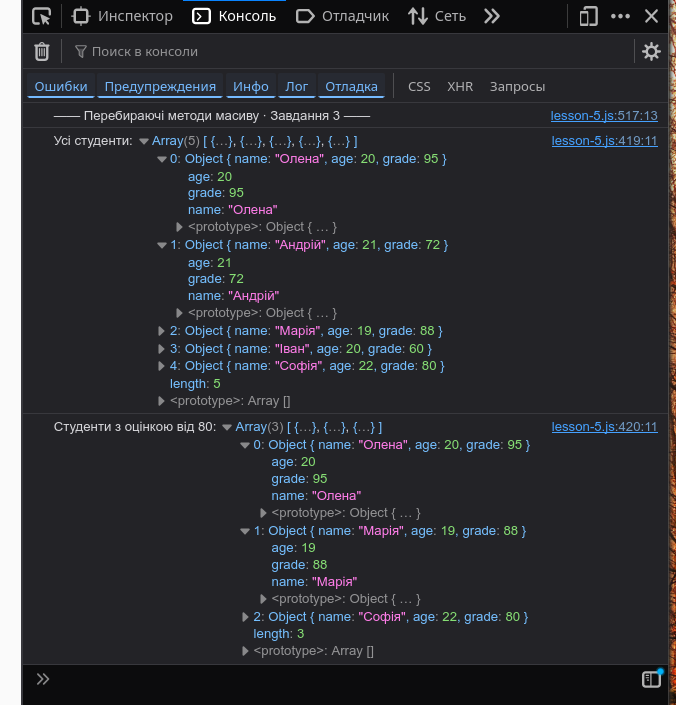 Инспектор Консоль Отладчик Сеть
Поиск в консоли
Ошибки Предупреждения Инфо Лог Отладка CSS XHR Запросы
—— Перебираючі методи масиву · Завдання 3 —— lesson-5.js:517:13
Усі студенти: Array(5) [ {…}, {…}, {…}, {…}, {…} ] lesson-5.js:419:11
0: Object { name: "Олена", age: 20, grade: 95 }
age: 20
grade: 95
name: "Олена"
<prototype>: Object { … }
1: Object { name: "Андрій", age: 21, grade: 72 }
age: 21
grade: 72
name: "Андрій"
<prototype>: Object { … }
2: Object { name: "Марія", age: 19, grade: 88 }
3: Object { name: "Іван", age: 20, grade: 60 }
4: Object { name: "Софія", age: 22, grade: 80 }
length: 5
<prototype>: Array []
Студенти з оцінкою від 80: Array(3) [ {…}, {…}, {…} ] lesson-5.js:420:11
0: Object { name: "Олена", age: 20, grade: 95 }
age: 20
grade: 95
name: "Олена"
<prototype>: Object { … }
1: Object { name: "Марія", age: 19, grade: 88 }
age: 19
grade: 88
name: "Марія"
<prototype>: Object { … }
2: Object { name: "Софія", age: 22, grade: 80 }
length: 3
<prototype>: Array []